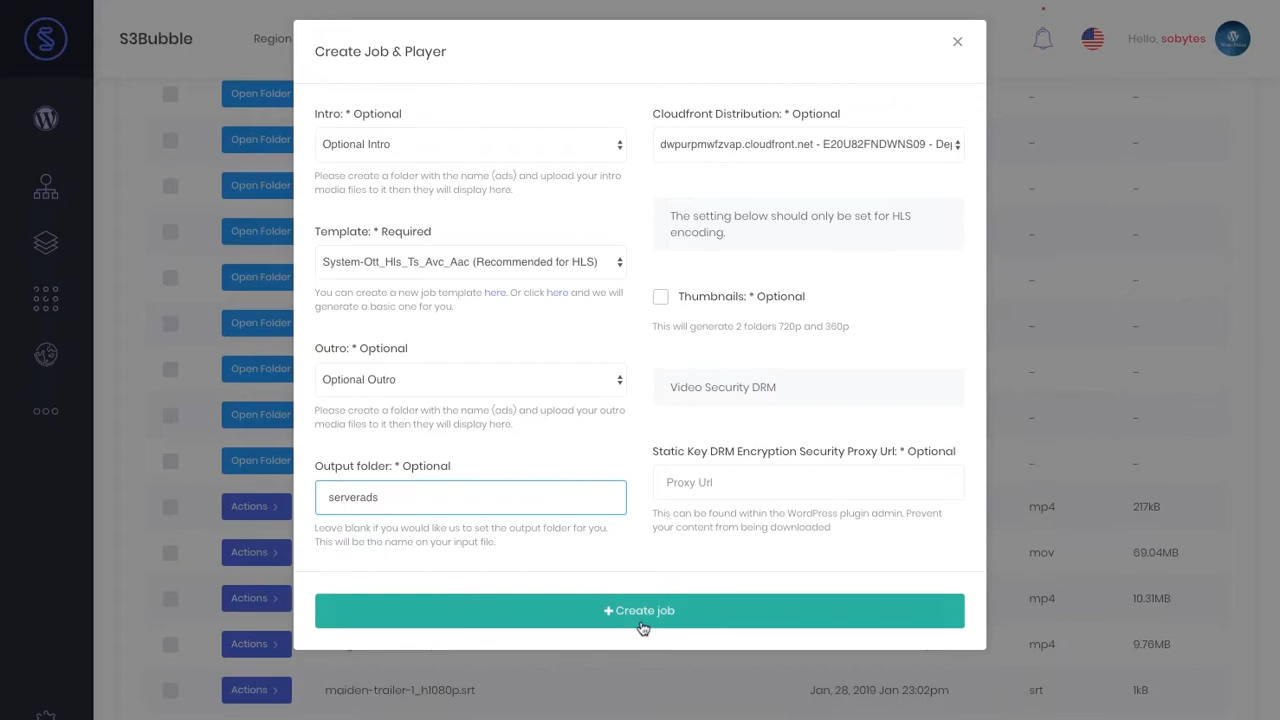 S3Bubble
Region
Hello, sobytes
Create Job & Player
Intro: * Optional
Optional Intro
Please create a folder with the name (ads) and upload your intro
media files to it then they will display here.
Template: * Required
System-Ott_Hls_Ts_Avc_Aac (Recommended for HLS)
You can create a new job template here. Or click here and we will
generate a basic one for you.
Outro: * Optional
Optional Outro
Please create a folder with the name (ads) and upload your outro
media files to it then they will display here.
Output folder: * Optional
serverads
Leave blank if you would like us to set the output folder for you.
This will be the name on your input file.
Cloudfront Distribution: * Optional
dwpurpmwfzvap.cloudfront.net - E20U82FNDWNS09 - Dep
The setting below should only be set for HLS
encoding.
Thumbnails: * Optional
This will generate 2 folders 720p and 360p
Video Security DRM
Static Key DRM Encryption Security Proxy Url: * Optional
Proxy Url
This can be found within the WordPress plugin admin. Prevent
your content from being downloaded
+ Create job
Open Folder
Open Folder
Open Folder
Open Folder
Open Folder
Open Folder
Open Folder
Open Folder
Open Folder
Actions > mp4 217kB
Actions > mov 69.04MB
Actions > mp4 10.31MB
Actions > mp4 9.76MB
Actions > maiden-trailer-1_h1080p.srt Jan, 28, 2019 Jan 23:02pm srt 1kB